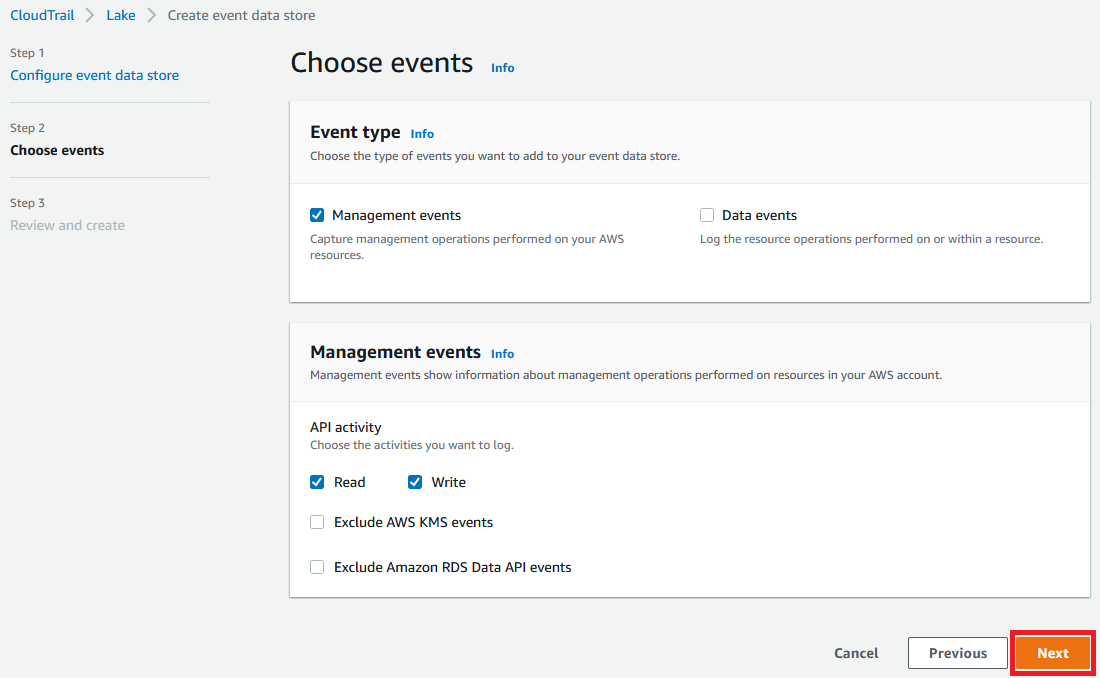 CloudTrail > Lake > Create event data store
Step 1
Configure event data store
Step 2
Choose events
Step 3
Review and create
Choose events Info
Event type Info
Choose the type of events you want to add to your event data store.
Management events
Capture management operations performed on your AWS
resources.
Data events
Log the resource operations performed on or within a resource.
Management events Info
Management events show information about management operations performed on resources in your AWS account.
API activity
Choose the activities you want to log.
Read Write
Exclude AWS KMS events
Exclude Amazon RDS Data API events
Cancel Previous Next